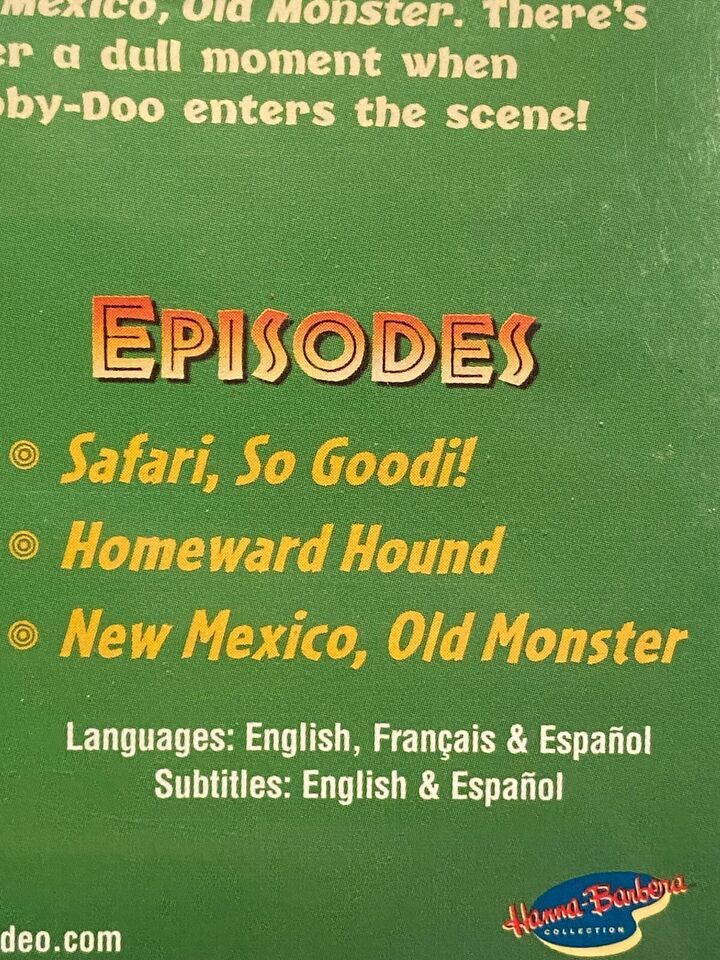 Mexico, Old Monster. There's
er a dull moment when
oby-Doo enters the scene!
EPISODES
Safari, So Goodi!
Homeward Hound
New Mexico, Old Monster
Languages: English, Français & Español
Subtitles: English & Español
deo.com
Hanna-Barbera
COLLECTION